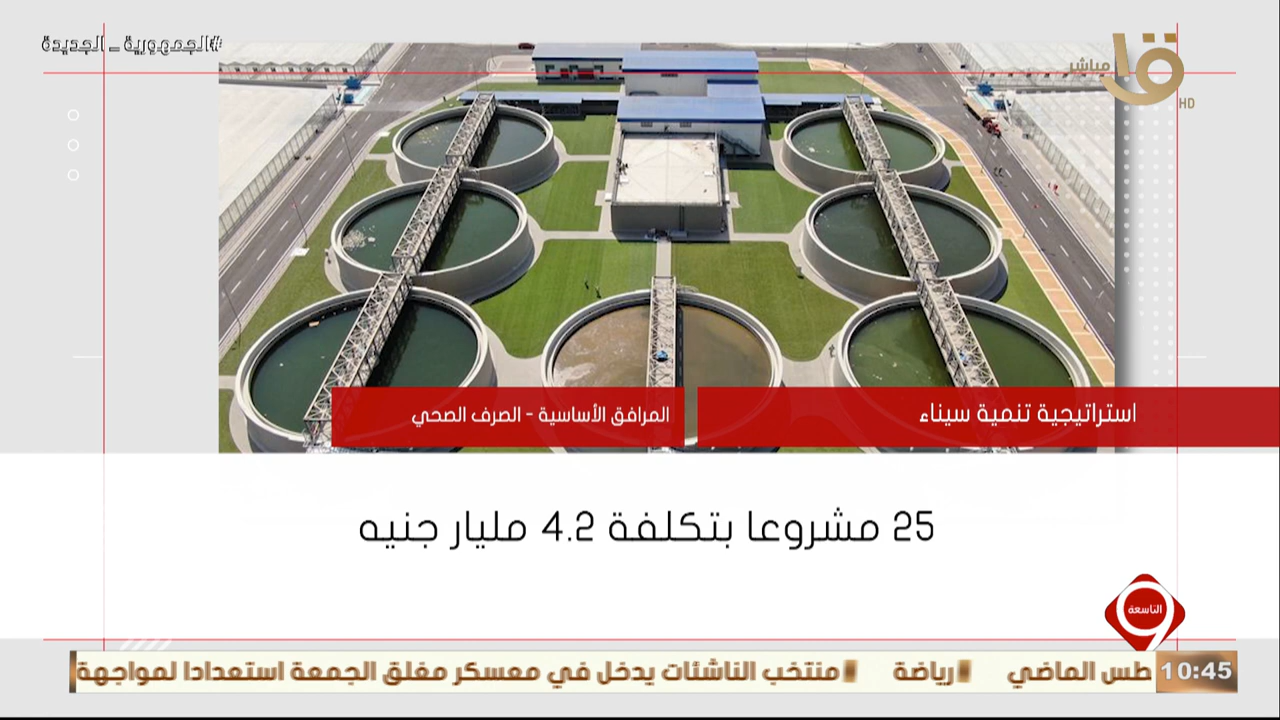 #الجمهورية_الجديدة
مباشر
HD
استراتيجية تنمية سيناء
المرافق الأساسية - الصرف الصحي
25 مشروعا بتكلفة 4.2 مليار جنيه
التاسعة
9
10:45
طس الماضي رياضة منتخب الناشئات يدخل في معسكر مغلق الجمعة استعدادا لمواجهة